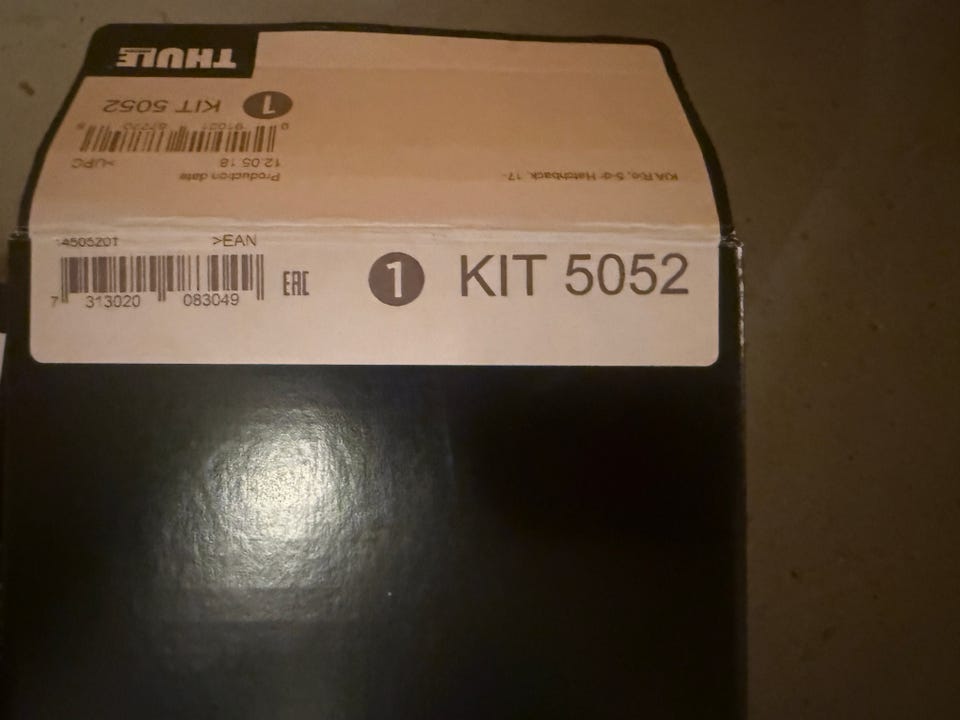 THULE
1 KIT 5052
>UPC
Production date
12.05.18
KIA Rio, 5-dr Hatchback, 17-
>EAN
7 313020 083049
EAC
1 KIT 5052